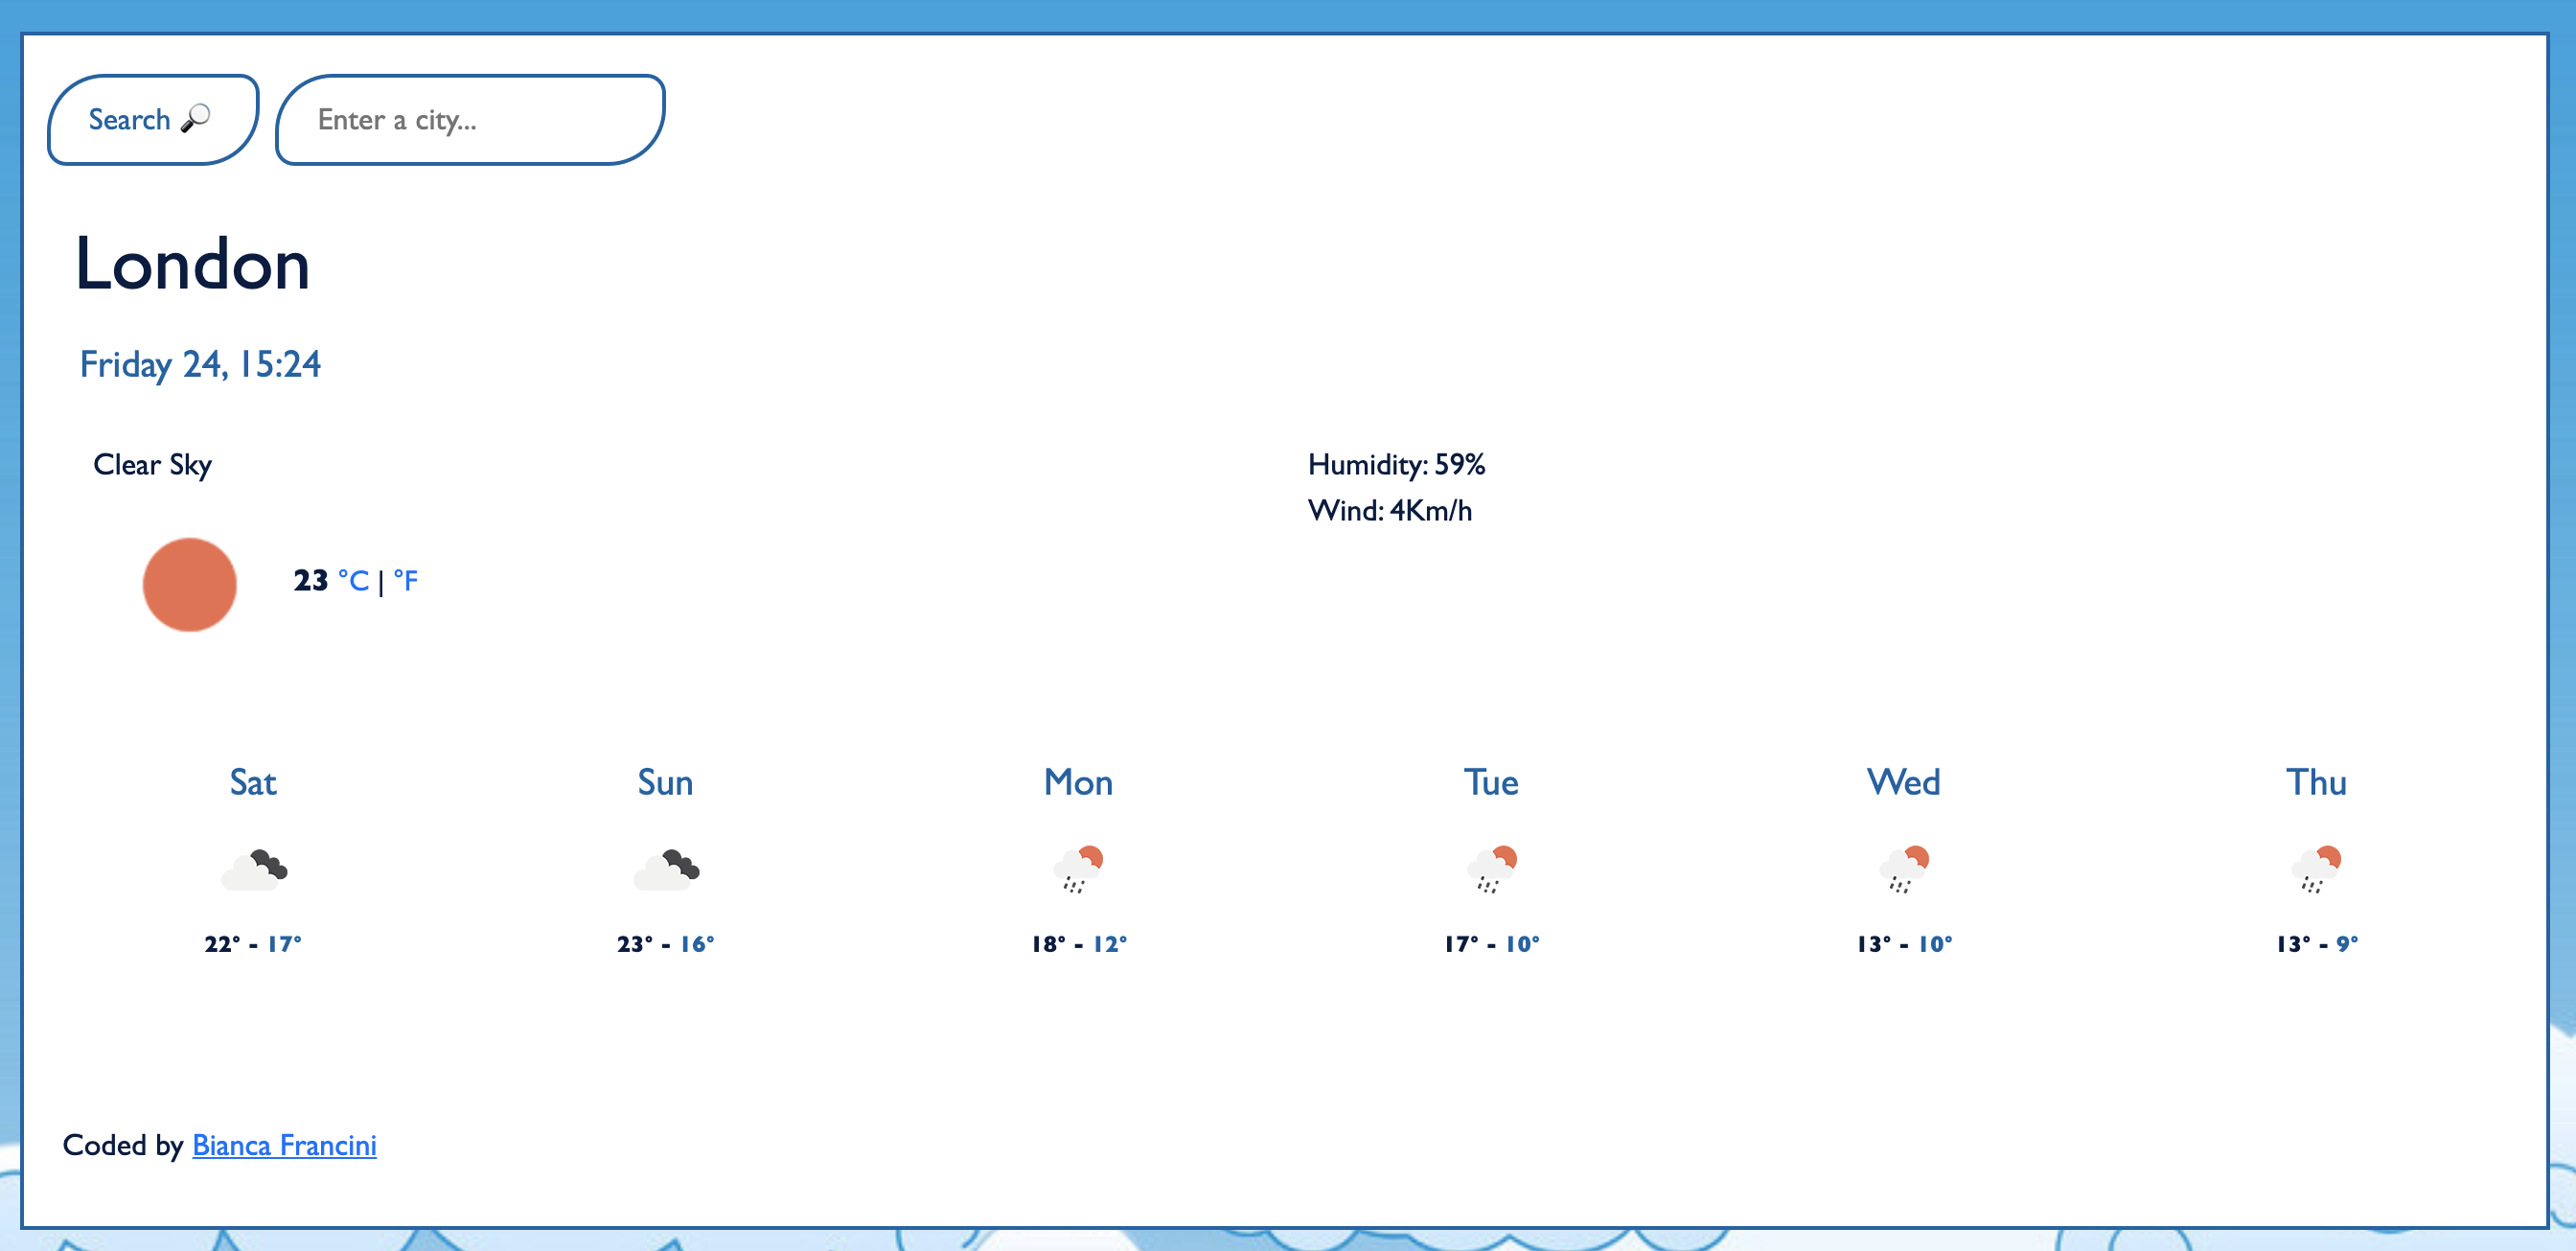 Search 🔎 Enter a city...
London
Friday 24, 15:24
Clear Sky
Humidity: 59%
Wind: 4Km/h
23 °C | °F
Sat Sun Mon Tue Wed Thu
22° - 17° 23° - 16° 18° - 12° 17° - 10° 13° - 10° 13° - 9°
Coded by Bianca Francini